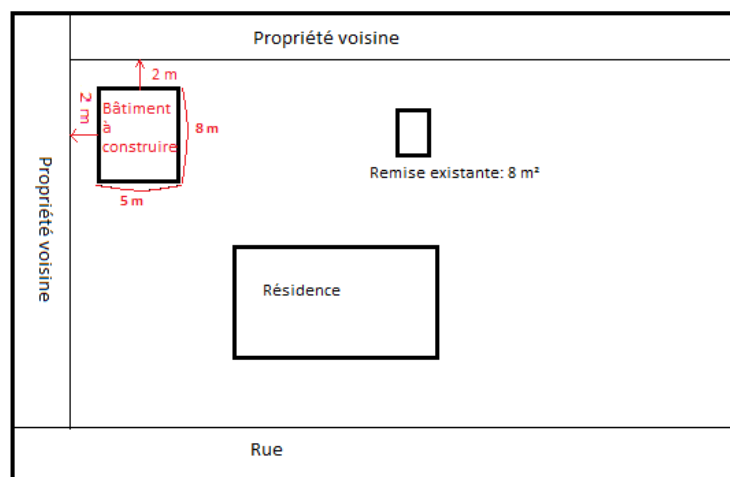 Propriété voisine
2 m
2 m
Bâtiment
à
construire
8 m
5 m
Remise existante: 8 m²
Propriété voisine
Résidence
Rue